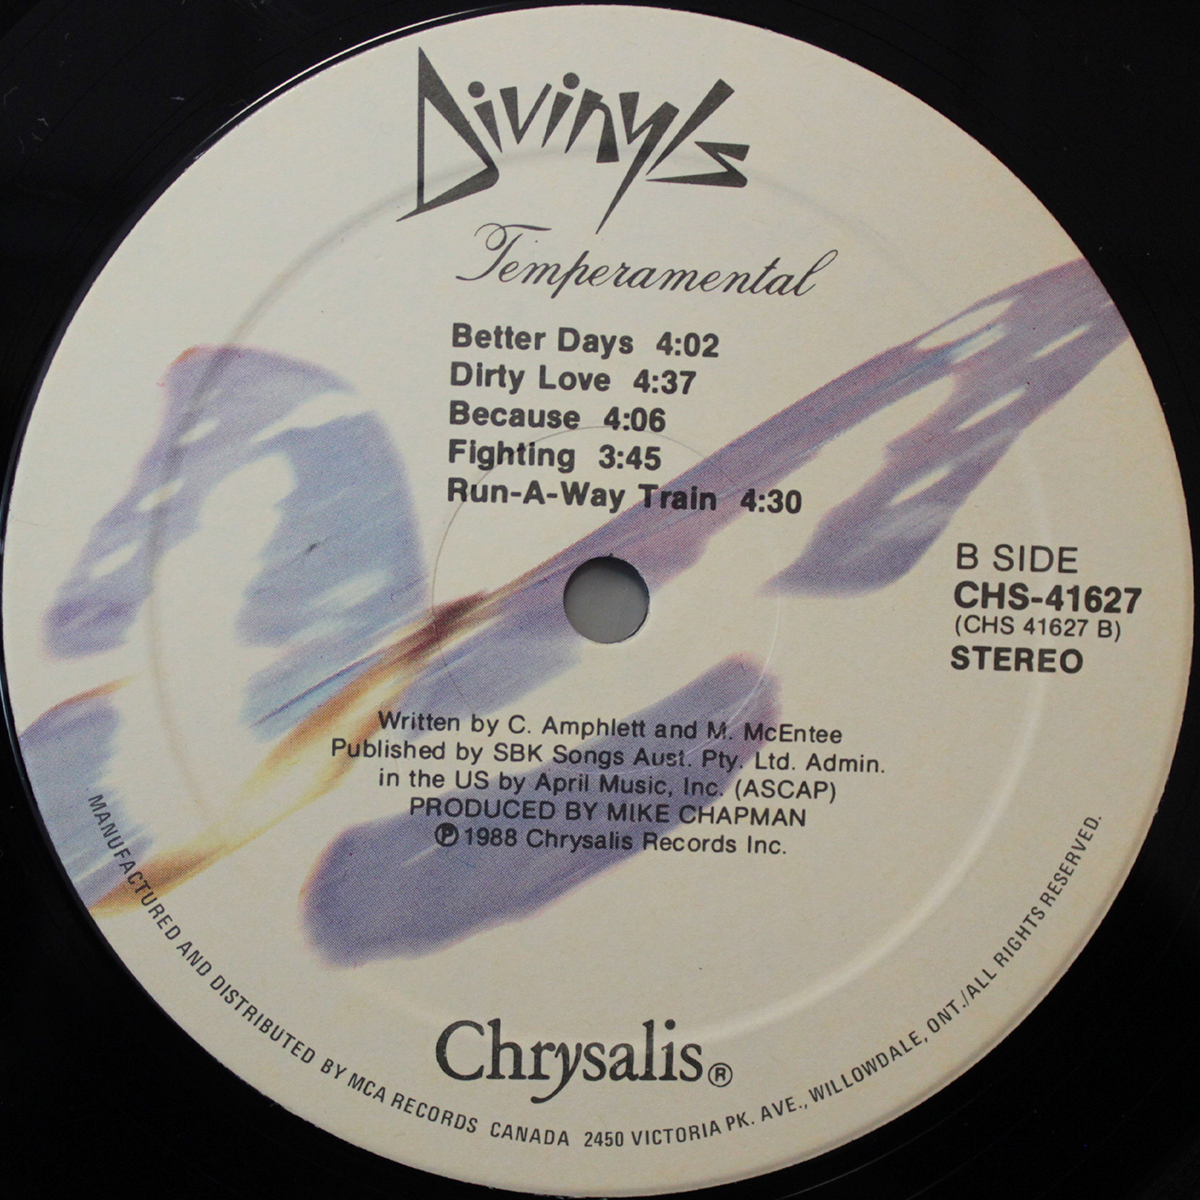 Divinyls
Temperamental
Better Days 4:02
Dirty Love 4:37
Because 4:06
Fighting 3:45
Run-A-Way Train 4:30
B SIDE
CHS-41627
(CHS 41627 B)
STEREO
Written by C. Amphlett and M. McEntee
Published by SBK Songs Aust. Pty. Ltd. Admin.
in the US by April Music, Inc. (ASCAP)
PRODUCED BY MIKE CHAPMAN
℗ 1988 Chrysalis Records Inc.
Chrysalis®
MANUFACTURED AND DISTRIBUTED BY MCA RECORDS CANADA 2450 VICTORIA PK. AVE., WILLOWDALE, ONT./ALL RIGHTS RESERVED.